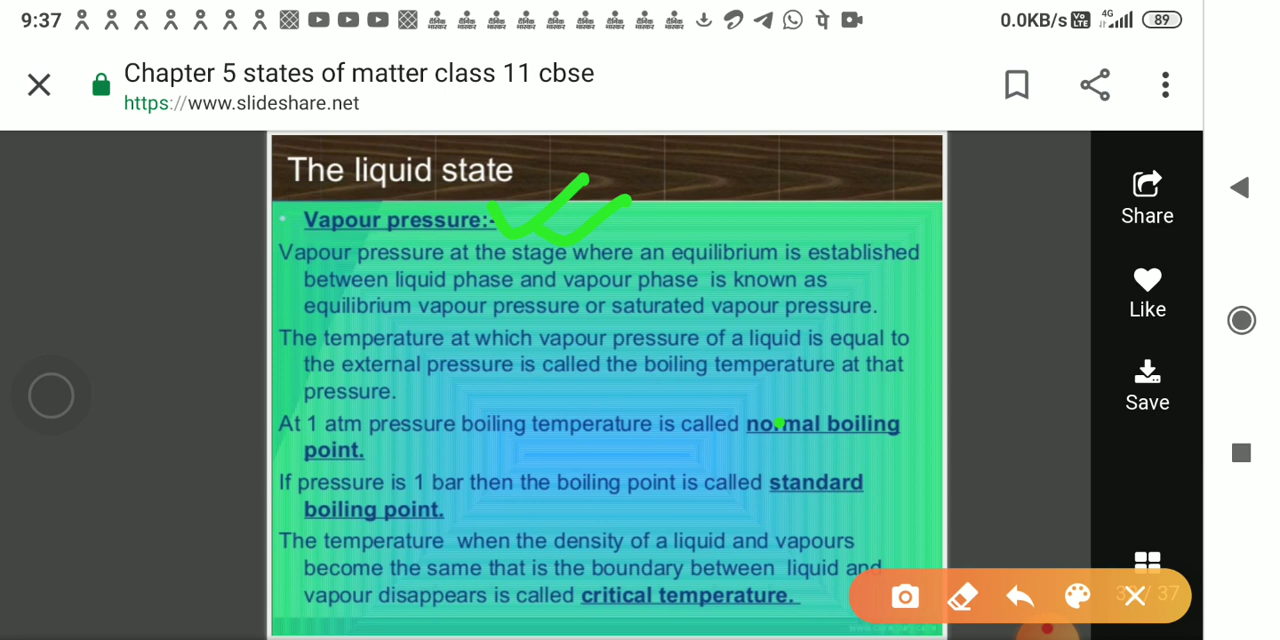 9:37 0.0KB/s Vo LTE 4G 89
Chapter 5 states of matter class 11 cbse
https://www.slideshare.net
The liquid state
Share
Like
Save
• Vapour pressure:-
Vapour pressure at the stage where an equilibrium is established
between liquid phase and vapour phase is known as
equilibrium vapour pressure or saturated vapour pressure.
The temperature at which vapour pressure of a liquid is equal to
the external pressure is called the boiling temperature at that
pressure.
At 1 atm pressure boiling temperature is called normal boiling
point.
If pressure is 1 bar then the boiling point is called standard
boiling point.
The temperature when the density of a liquid and vapours
become the same that is the boundary between liquid and
vapour disappears is called critical temperature.
/ 37